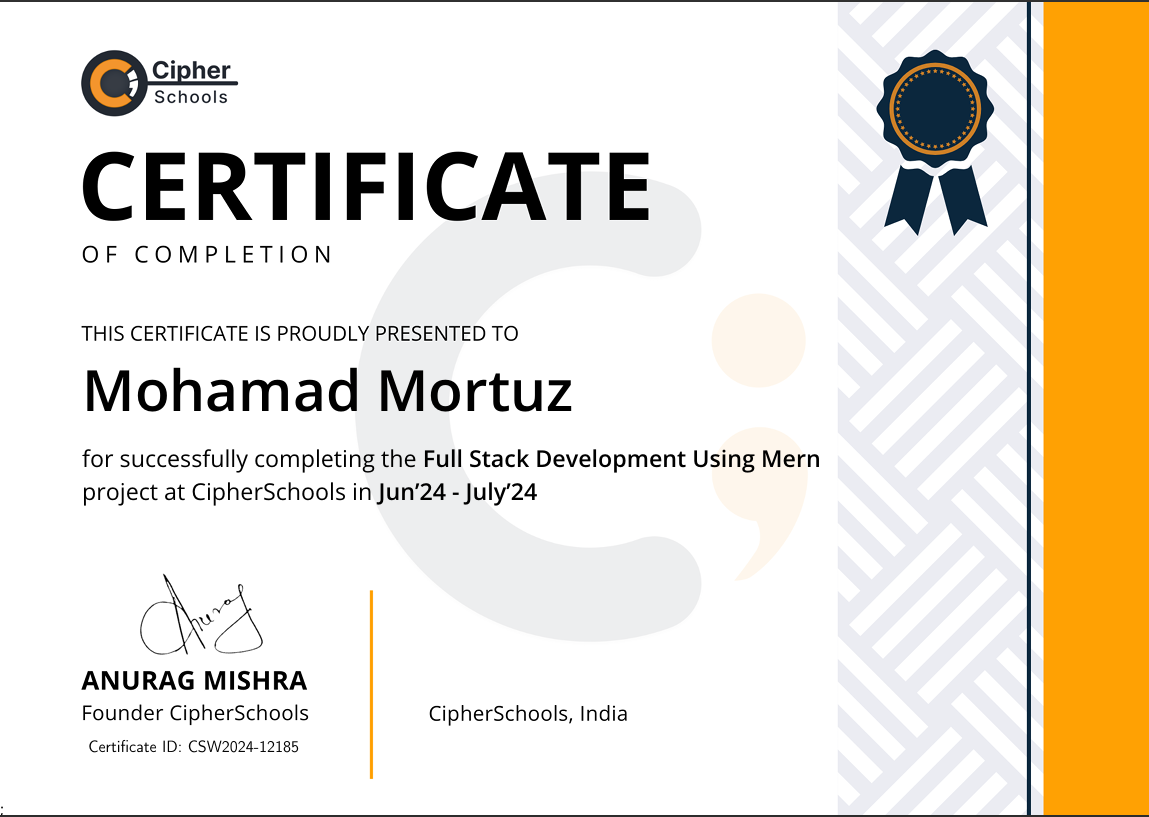 Cipher
Schools
CERTIFICATE
OF COMPLETION
THIS CERTIFICATE IS PROUDLY PRESENTED TO
Mohamad Mortuz
for successfully completing the Full Stack Development Using Mern
project at CipherSchools in Jun’24 - July’24
Anurag
ANURAG MISHRA
Founder CipherSchools
CipherSchools, India
Certificate ID: CSW2024-12185